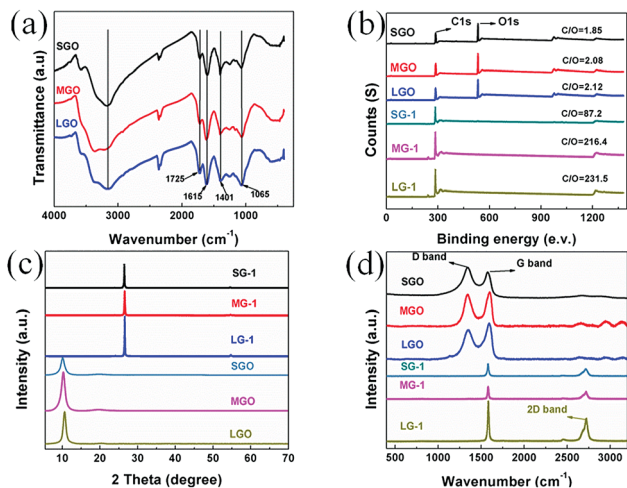 (a)
SGO
MGO
LGO
1725
1615
1401
1065
4000 3000 2000 1000
Transmittance (a.u)
Wavenumber (cm-1)
(b)
C1s O1s
SGO C/O=1.85
MGO C/O=2.08
LGO C/O=2.12
SG-1 C/O=87.2
MG-1 C/O=216.4
LG-1 C/O=231.5
0 300 600 900 1200
Counts (S)
Binding energy (e.v.)
(c)
SG-1
MG-1
LG-1
SGO
MGO
LGO
10 20 30 40 50 60 70
Intensity (a.u.)
2 Theta (degree)
(d)
D band
G band
SGO
MGO
LGO
SG-1
MG-1
2D band
LG-1
500 1000 1500 2000 2500 3000
Intensity (a.u.)
Wavenumber (cm-1)